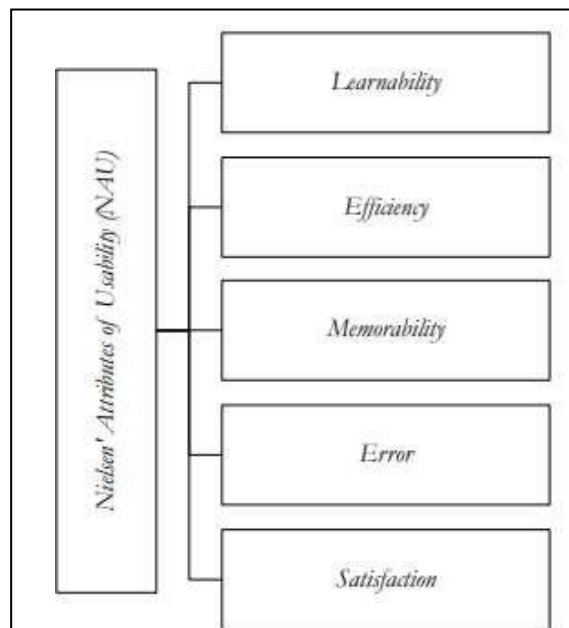 Nielsen' Attributes of Usability (NAU)
Learnability
Efficiency
Memorability
Error
Satisfaction